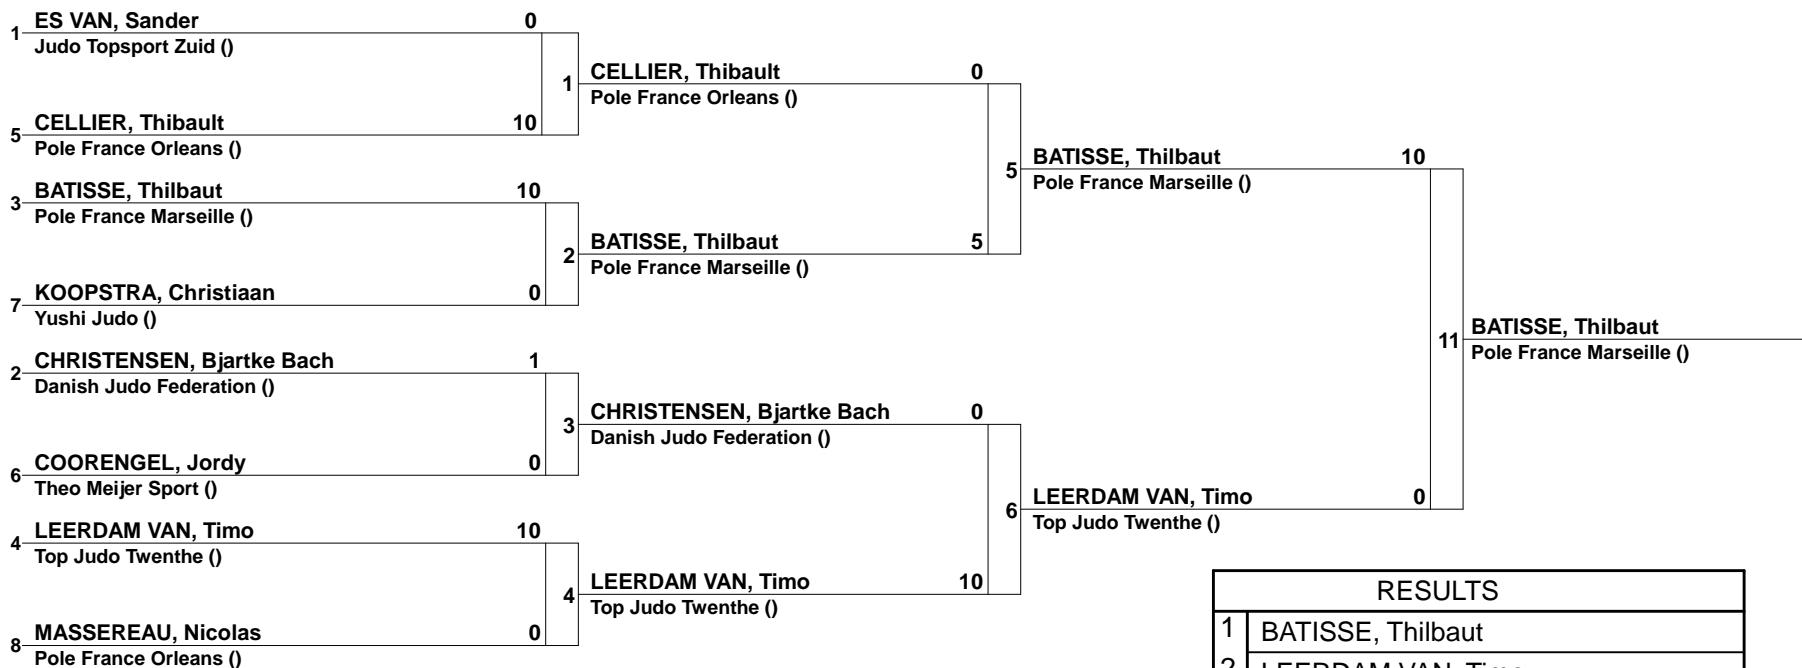 ES VAN, Sander 0
1
Judo Topsport Zuid ()
CELLIER, Thibault 10
5
Pole France Orleans ()
BATISSE, Thilbaut 10
3
Pole France Marseille ()
KOOPSTRA, Christiaan 0
7
Yushi Judo ()
CHRISTENSEN, Bjartke Bach 1
2
Danish Judo Federation ()
COORENGEL, Jordy 0
6
Theo Meijer Sport ()
LEERDAM VAN, Timo 10
4
Top Judo Twenthe ()
MASSEREAU, Nicolas 0
8
Pole France Orleans ()
1
CELLIER, Thibault 0
Pole France Orleans ()
2
BATISSE, Thilbaut 5
Pole France Marseille ()
3
CHRISTENSEN, Bjartke Bach 0
Danish Judo Federation ()
4
LEERDAM VAN, Timo 10
Top Judo Twenthe ()
5
BATISSE, Thilbaut 10
Pole France Marseille ()
6
LEERDAM VAN, Timo 0
Top Judo Twenthe ()
11
BATISSE, Thilbaut
Pole France Marseille ()
RESULTS
1 BATISSE, Thilbaut
2 LEERDAM VAN, Timo